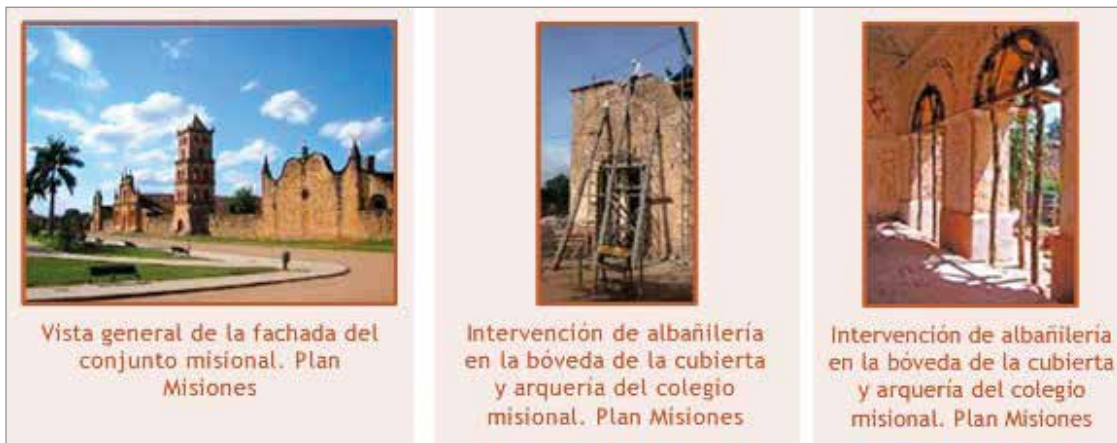 Vista general de la fachada del
conjunto misional. Plan
Misiones
Intervención de albañilería
en la bóveda de la cubierta
y arquería del colegio
misional. Plan Misiones
Intervención de albañilería
en la bóveda de la cubierta
y arquería del colegio
misional. Plan Misiones